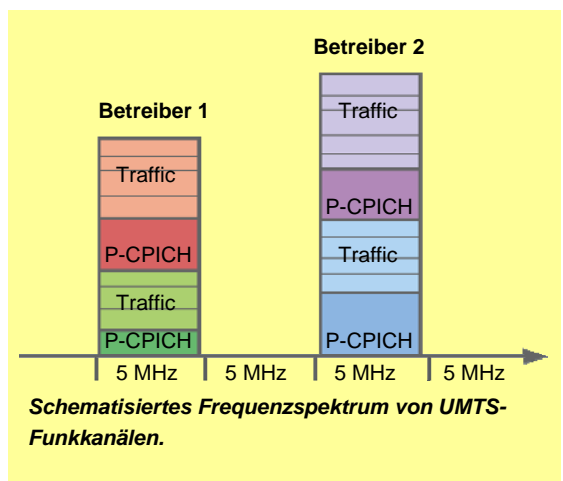 Betreiber 2
Betreiber 1
Traffic
P-CPICH
Traffic
P-CPICH
Traffic
P-CPICH
Traffic
P-CPICH
5 MHz
5 MHz
5 MHz
5 MHz
Schematisiertes Frequenzspektrum von UMTS-
Funkkanälen.